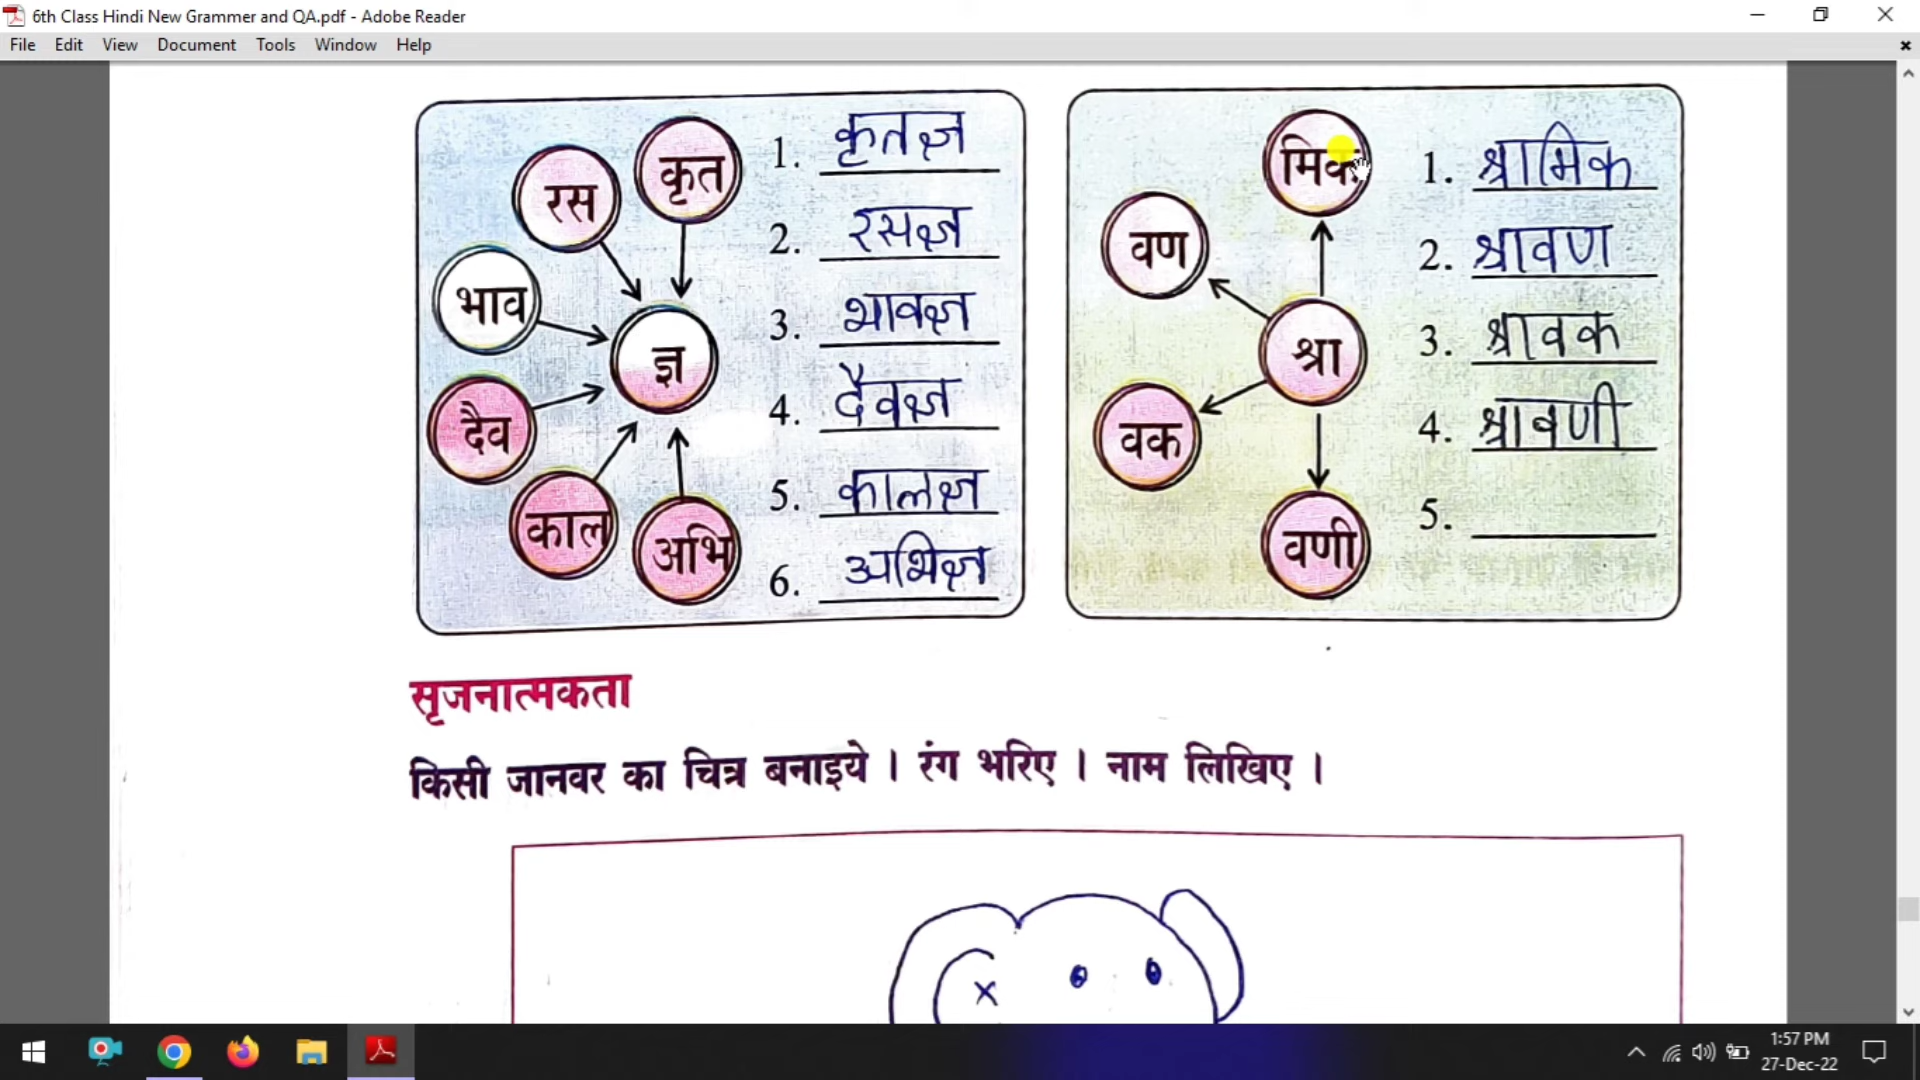 6th Class Hindi New Grammer and QA.pdf - Adobe Reader
File Edit View Document Tools Window Help
रस
कृत
भाव
ज्ञ
दैव
काल
अभि
1. कृतज्ञ
2. रसज्ञ
3. भावज्ञ
4. दैवज्ञ
5. कालज्ञ
6. अभिज्ञ
मिक
वण
श्रा
वक
वणी
1. श्रामिक
2. श्रावण
3. श्रावक
4. श्रावणी
5.
सृजनात्मकता
किसी जानवर का चित्र बनाइये । रंग भरिए । नाम लिखिए ।
1:57 PM
27-Dec-22